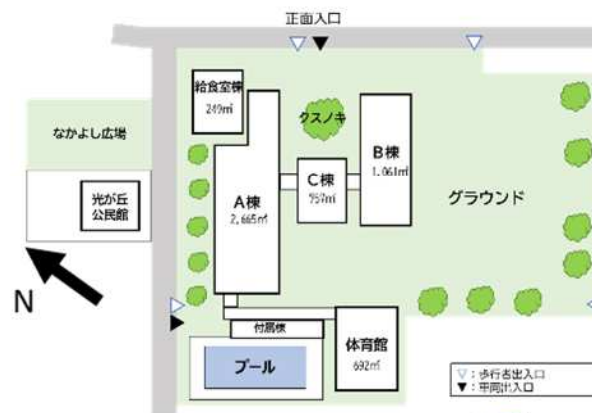 正面入口
給食室棟
249㎡
クスノキ
なかよし広場
B棟
1,061㎡
C棟
757㎡
A棟
2,665㎡
グラウンド
光が丘
公民館
N
付属棟
体育館
692㎡
プール
▽：歩行者出入口
▼：車両出入口